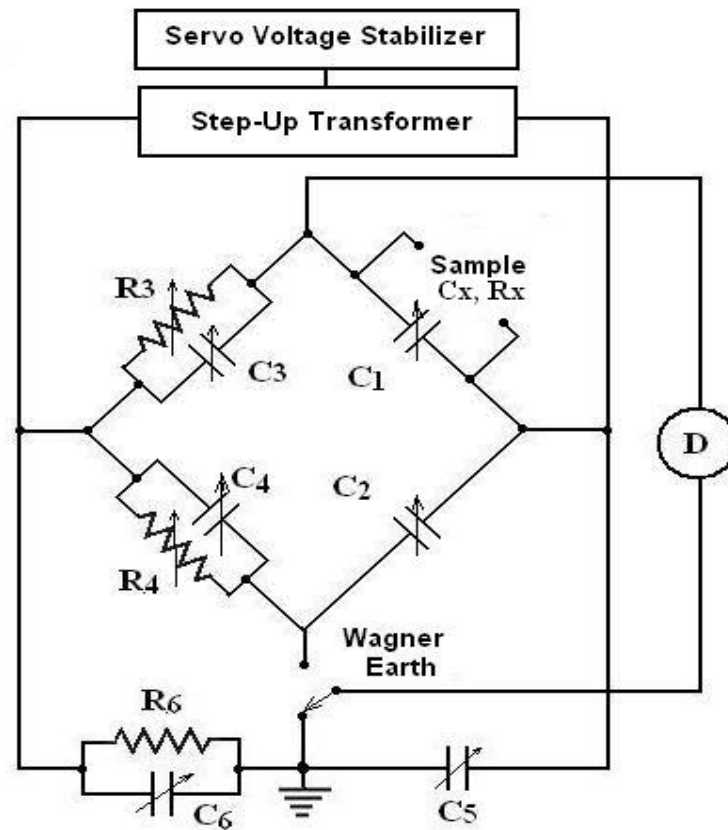 Servo Voltage Stabilizer
Step-Up Transformer
R3
Sample
Cx, Rx
C3
C1
D
C4
C2
R4
Wagner
Earth
R6
C6
C5